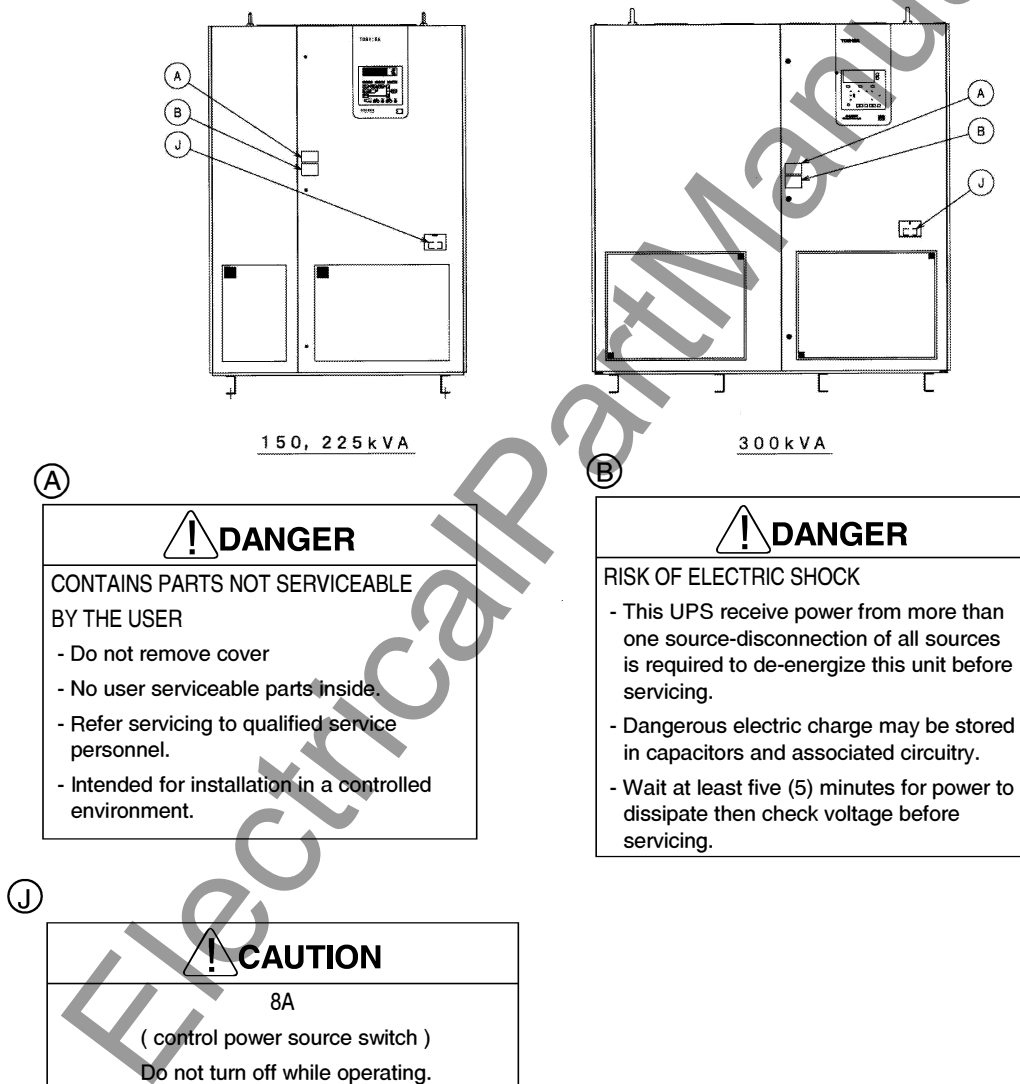 TOSHIBA
TOSHIBA
A
B
J
A
B
J
150, 225kVA
300kVA
A
DANGER
CONTAINS PARTS NOT SERVICEABLE
BY THE USER
- Do not remove cover
- No user serviceable parts inside.
- Refer servicing to qualified service
personnel.
- Intended for installation in a controlled
environment.
B
DANGER
RISK OF ELECTRIC SHOCK
- This UPS receive power from more than
one source-disconnection of all sources
is required to de-energize this unit before
servicing.
- Dangerous electric charge may be stored
in capacitors and associated circuitry.
- Wait at least five (5) minutes for power to
dissipate then check voltage before
servicing.
J
CAUTION
8A
( control power source switch )
Do not turn off while operating.
ElectricalPartManu